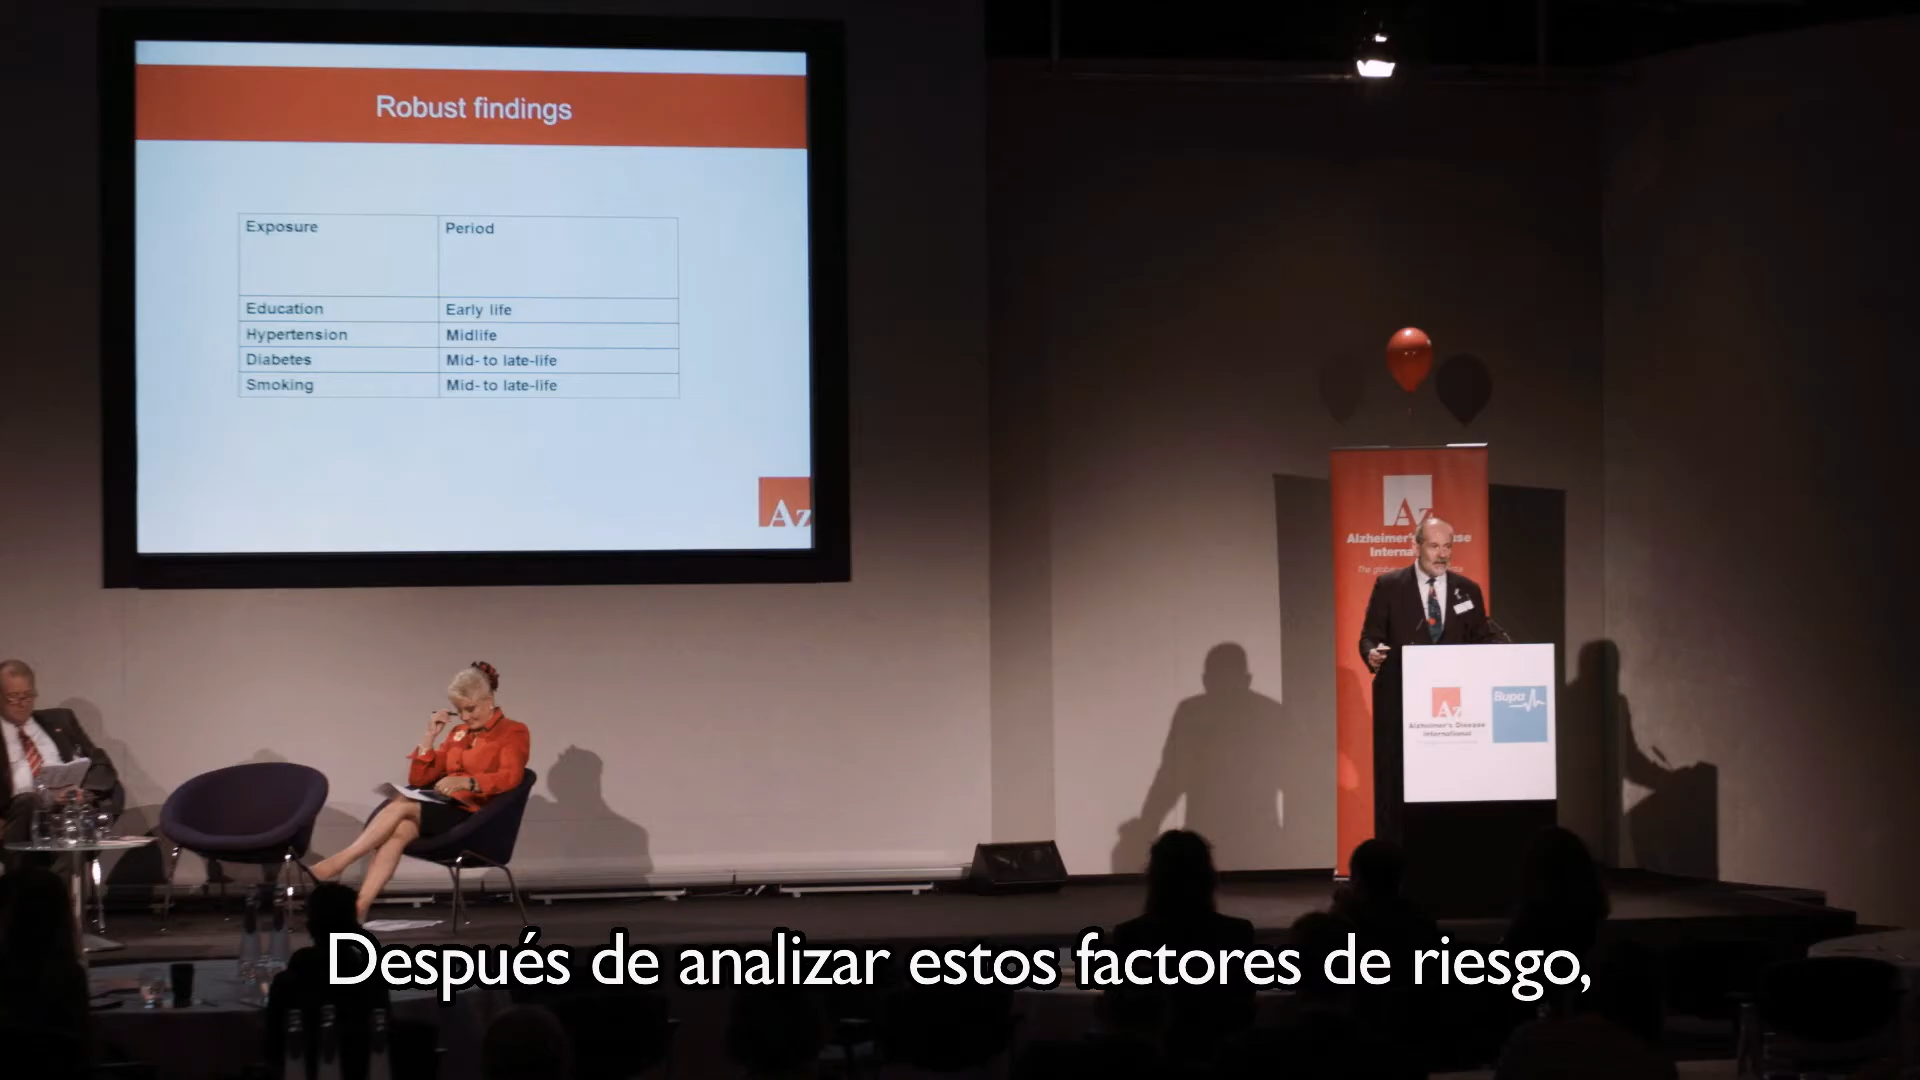 Robust findings
Exposure Period
Education Early life
Hypertension Midlife
Diabetes Mid- to late-life
Smoking Mid- to late-life
Az
Az
Alzheimer's
International
The global
Az
Alzheimer's Disease
International
Bupa
Después de analizar estos factores de riesgo,